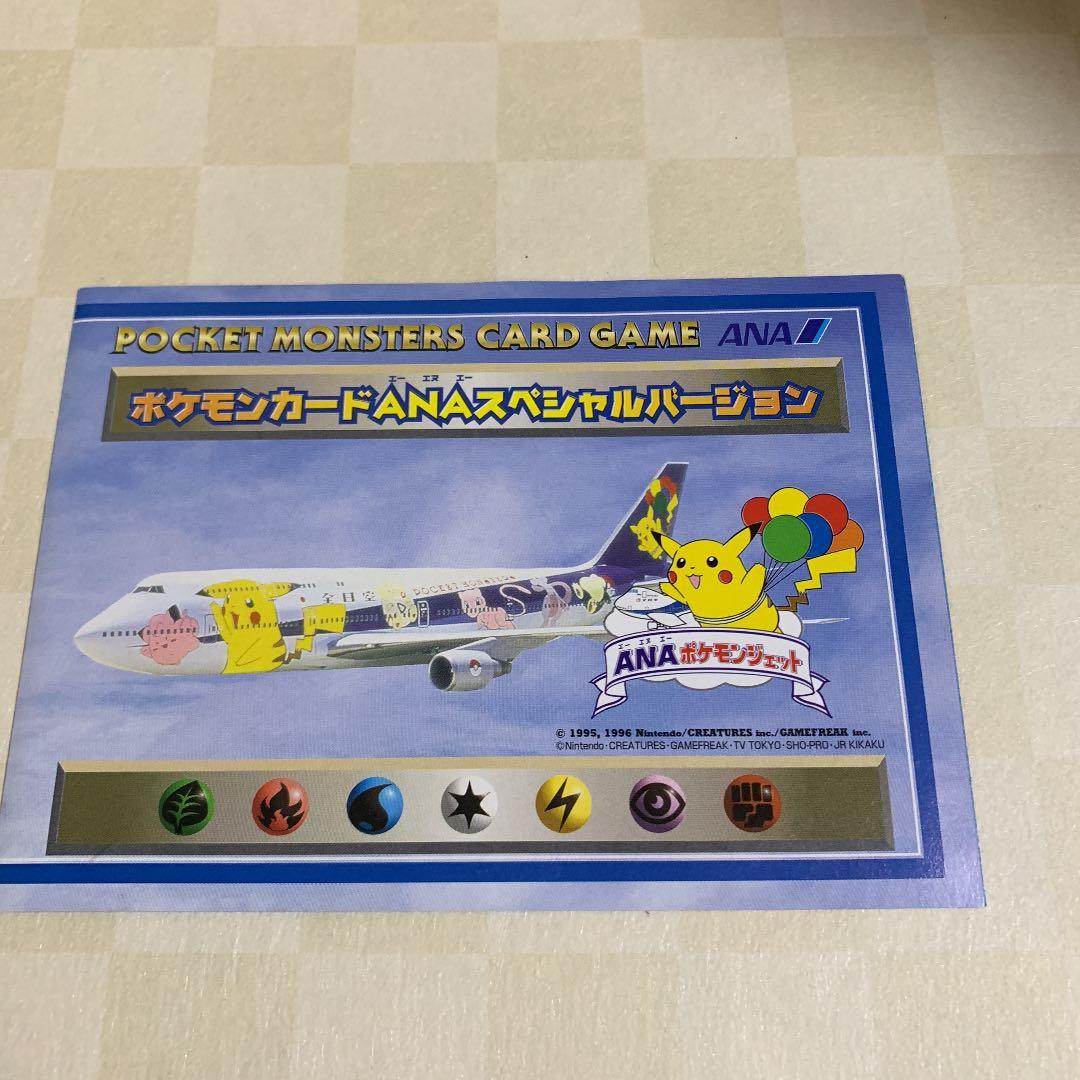 POCKET MONSTERS CARD GAME ANA
エー エヌ エー
ポケモンカードANAスペシャルバージョン
全日空
POCKET MONSTERS
エー エヌ エー
ANAポケモンジェット
© 1995, 1996 Nintendo/CREATURES inc./GAMEFREAK inc.
©Nintendo・CREATURES・GAMEFREAK・TV TOKYO・SHO-PRO・JR KIKAKU